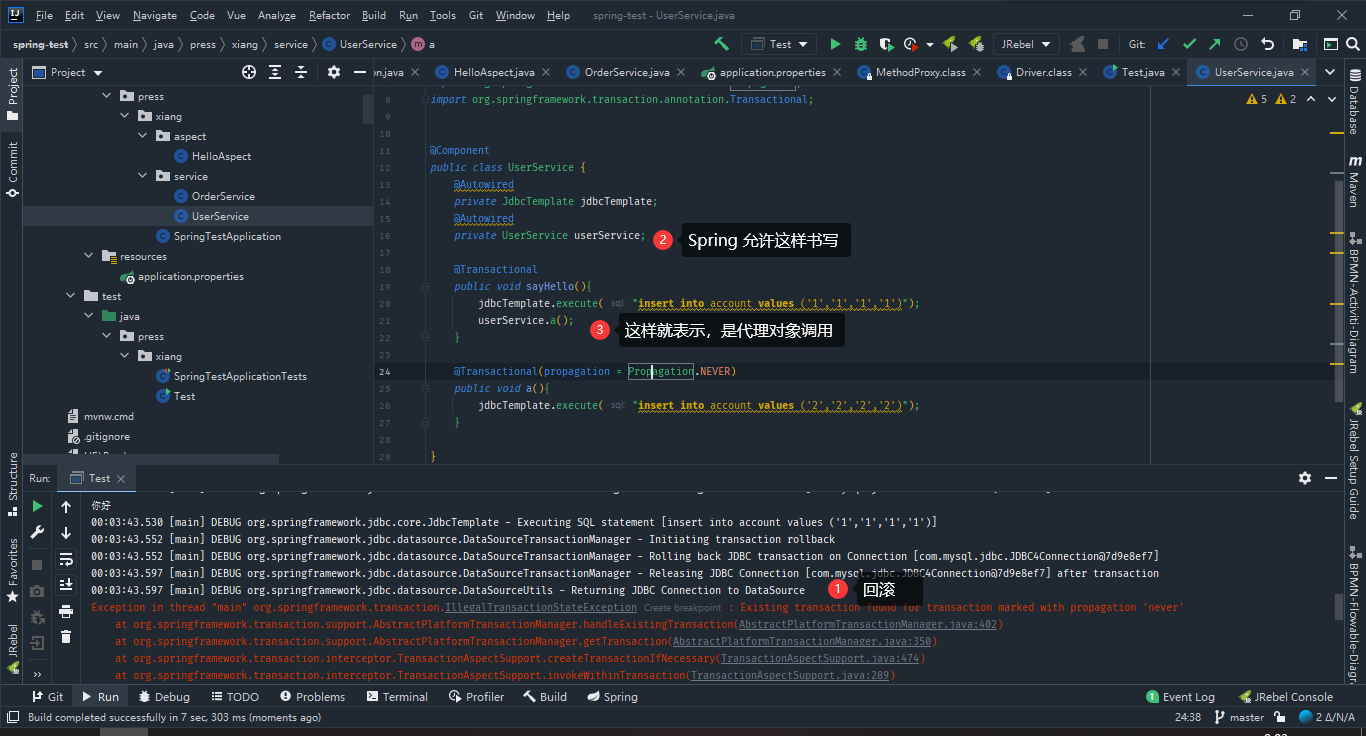 File Edit View Navigate Code Vue Analyze Refactor Build Run Tools Git Window Help spring-test - UserService.java
spring-test src main java press xiang service UserService a Test JRebel Git:
Project
on.java HelloAspect.java OrderService.java application.properties MethodProxy.class Driver.class Test.java UserService.java
press
xiang
aspect
HelloAspect
service
OrderService
UserService
SpringTestApplication
resources
application.properties
test
java
press
xiang
SpringTestApplicationTests
Test
mvnw.cmd
.gitignore
5 2
8 import org.springframework.transaction.annotation.Transactional;
9
10
11 @Component
12 public class UserService {
13 @Autowired
14 private JdbcTemplate jdbcTemplate;
15 @Autowired
16 private UserService userService;
2 Spring 允许这样书写
17
18 @Transactional
19 public void sayHello(){
20 jdbcTemplate.execute( sql: "insert into account values ('1','1','1','1')");
21 userService.a();
3 这样就表示，是代理对象调用
22 }
23
24 @Transactional(propagation = Propagation.NEVER)
25 public void a(){
26 jdbcTemplate.execute( sql: "insert into account values ('2','2','2','2')");
27 }
28
29 }
Project
Commit
Structure
Favorites
JRebel
Database
Maven
BPMN-Activiti-Diagram
JRebel Setup Guide
BPMN-Flowable-Diagr
Run: Test
你好
00:03:43.530 [main] DEBUG org.springframework.jdbc.core.JdbcTemplate - Executing SQL statement [insert into account values ('1','1','1','1')]
00:03:43.552 [main] DEBUG org.springframework.jdbc.datasource.DataSourceTransactionManager - Initiating transaction rollback
00:03:43.552 [main] DEBUG org.springframework.jdbc.datasource.DataSourceTransactionManager - Rolling back JDBC transaction on Connection [com.mysql.jdbc.JDBC4Connection@7d9e8ef7]
00:03:43.597 [main] DEBUG org.springframework.jdbc.datasource.DataSourceTransactionManager - Releasing JDBC Connection [com.mysql.jdbc.JDBC4Connection@7d9e8ef7] after transaction
00:03:43.597 [main] DEBUG org.springframework.jdbc.datasource.DataSourceUtils - Returning JDBC Connection to DataSource
1 回滚
Exception in thread "main" org.springframework.transaction.IllegalTransactionStateException Create breakpoint : Existing transaction found for transaction marked with propagation 'never'
at org.springframework.transaction.support.AbstractPlatformTransactionManager.handleExistingTransaction(AbstractPlatformTransactionManager.java:402)
at org.springframework.transaction.support.AbstractPlatformTransactionManager.getTransaction(AbstractPlatformTransactionManager.java:350)
at org.springframework.transaction.interceptor.TransactionAspectSupport.createTransactionIfNecessary(TransactionAspectSupport.java:474)
at org.springframework.transaction.interceptor.TransactionAspectSupport.invokeWithinTransaction(TransactionAspectSupport.java:289)
Git Run Debug TODO Problems Terminal Profiler Build Spring 1 Event Log JRebel Console
Build completed successfully in 7 sec, 303 ms (moments ago) 24:38 master 2 Δ/N/A